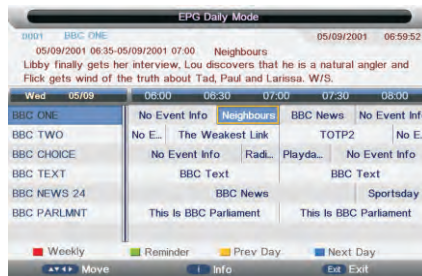 EPG Daily Mode
0001 BBC ONE 05/09/2001 06:59:52
05/09/2001 06:35-05/09/2001 07:00 Neighbours
Libby finally gets her interview, Lou discovers that he is a natural angler and
Flick gets wind of the truth about Tad, Paul and Larissa. W/S.
Wed 05/09 06:00 06:30 07:00 07:30 08:00
BBC ONE No Event Info Neighbours BBC News No Event Inf
BBC TWO No E... The Weakest Link TOTP2 No E.
BBC CHOICE No Event Info Radi... Playda... No Event Info
BBC TEXT BBC Text BBC Text
BBC NEWS 24 BBC News Sportsday
BBC PARLMNT This Is BBC Parliament This Is BBC Parliament
Weekly Reminder Prev Day Next Day
Move i Info Exit Exit